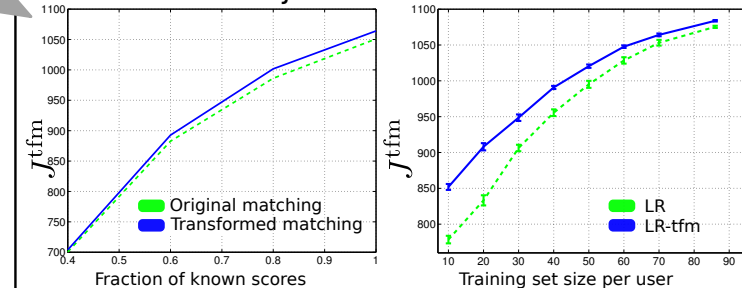 1100
1050
1000
950
900
850
800
750
700
J^tfm
0.4 0.5 0.6 0.7 0.8 0.9 1
Fraction of known scores
Original matching
Transformed matching
1100
1050
1000
950
900
850
800
J^tfm
10 20 30 40 50 60 70 80 90
Training set size per user
LR
LR-tfm